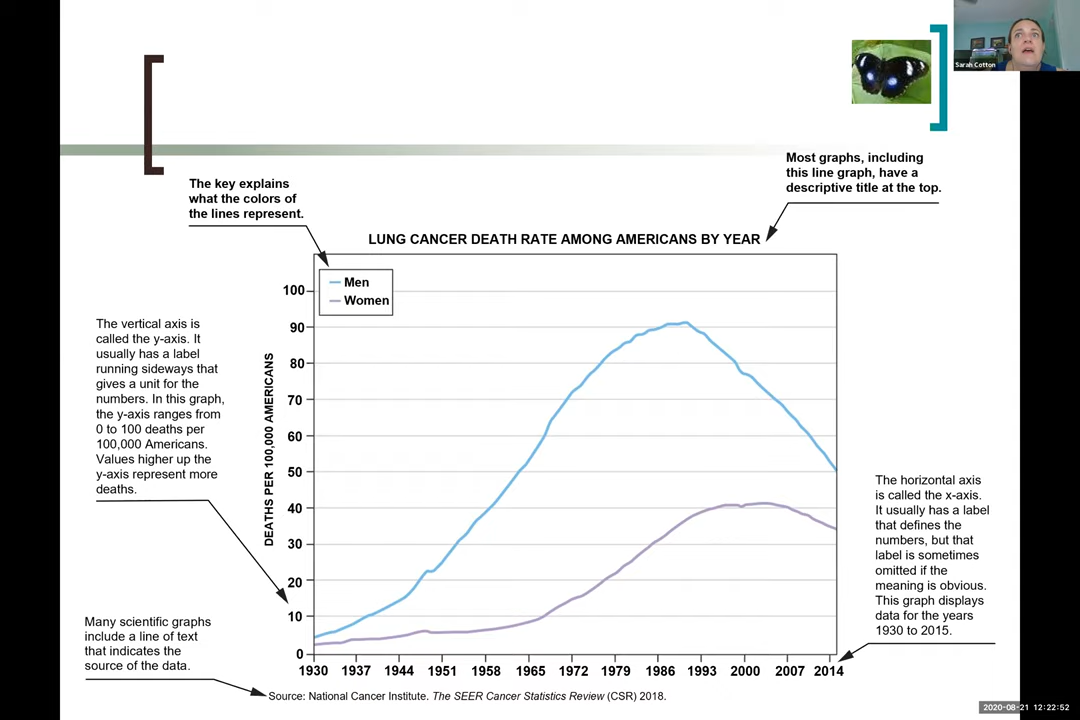 Sarah Cotton
Most graphs, including
this line graph, have a
descriptive title at the top.
The key explains
what the colors of
the lines represent.
LUNG CANCER DEATH RATE AMONG AMERICANS BY YEAR
Men
Women
The vertical axis is
called the y-axis. It
usually has a label
running sideways that
gives a unit for the
numbers. In this graph,
the y-axis ranges from
0 to 100 deaths per
100,000 Americans.
Values higher up the
y-axis represent more
deaths.
DEATHS PER 100,000 AMERICANS
100
90
80
70
60
50
40
30
20
10
0
1930 1937 1944 1951 1958 1965 1972 1979 1986 1993 2000 2007 2014
The horizontal axis
is called the x-axis.
It usually has a label
that defines the
numbers, but that
label is sometimes
omitted if the
meaning is obvious.
This graph displays
data for the years
1930 to 2015.
Many scientific graphs
include a line of text
that indicates the
source of the data.
Source: National Cancer Institute. The SEER Cancer Statistics Review (CSR) 2018.
2020-08-21 12:22:52